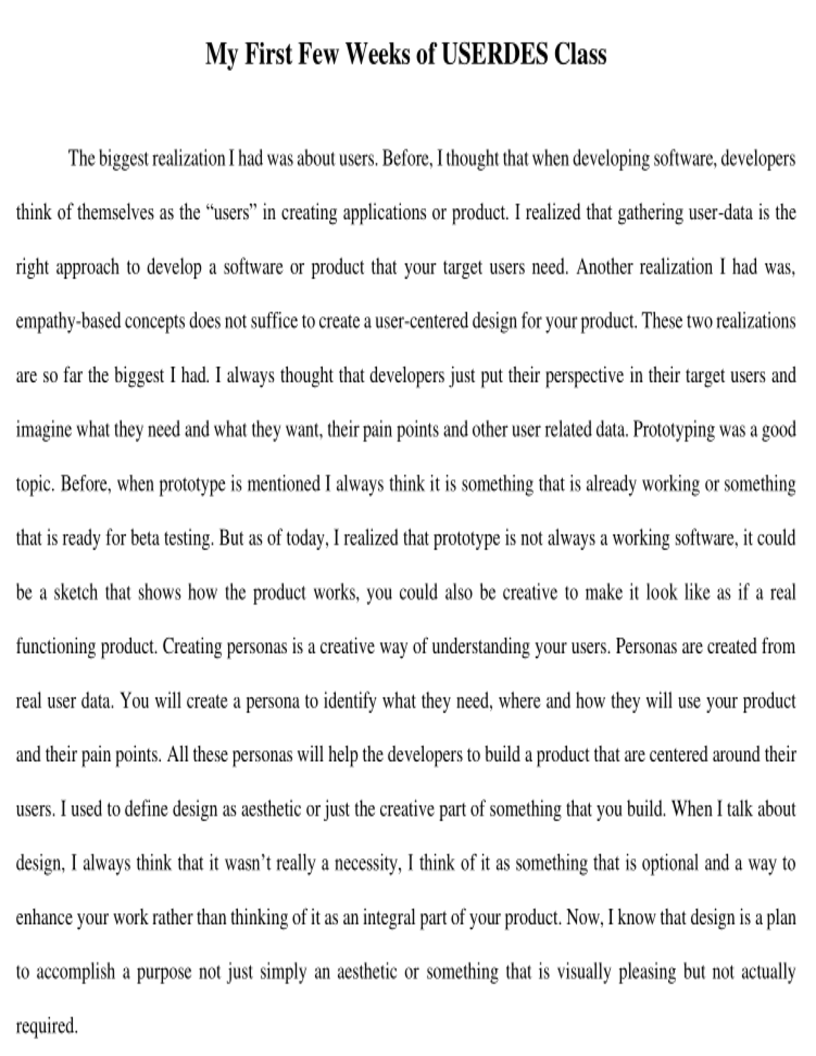 My First Few Weeks of USERDES Class
The biggest realization I had was about users. Before, I thought that when developing software, developers
think of themselves as the “users” in creating applications or product. I realized that gathering user-data is the
right approach to develop a software or product that your target users need. Another realization I had was,
empathy-based concepts does not suffice to create a user-centered design for your product. These two realizations
are so far the biggest I had. I always thought that developers just put their perspective in their target users and
imagine what they need and what they want, their pain points and other user related data. Prototyping was a good
topic. Before, when prototype is mentioned I always think it is something that is already working or something
that is ready for beta testing. But as of today, I realized that prototype is not always a working software, it could
be a sketch that shows how the product works, you could also be creative to make it look like as if a real
functioning product. Creating personas is a creative way of understanding your users. Personas are created from
real user data. You will create a persona to identify what they need, where and how they will use your product
and their pain points. All these personas will help the developers to build a product that are centered around their
users. I used to define design as aesthetic or just the creative part of something that you build. When I talk about
design, I always think that it wasn’t really a necessity, I think of it as something that is optional and a way to
enhance your work rather than thinking of it as an integral part of your product. Now, I know that design is a plan
to accomplish a purpose not just simply an aesthetic or something that is visually pleasing but not actually
required.